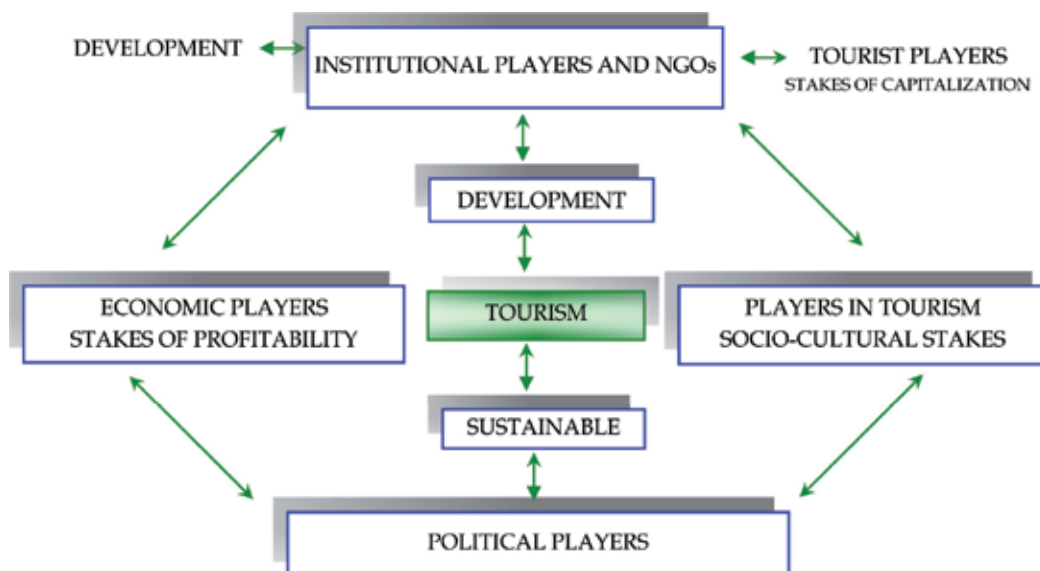 DEVELOPMENT
INSTITUTIONAL PLAYERS AND NGOs
TOURIST PLAYERS
STAKES OF CAPITALIZATION
DEVELOPMENT
ECONOMIC PLAYERS
STAKES OF PROFITABILITY
TOURISM
PLAYERS IN TOURISM
SOCIO-CULTURAL STAKES
SUSTAINABLE
POLITICAL PLAYERS